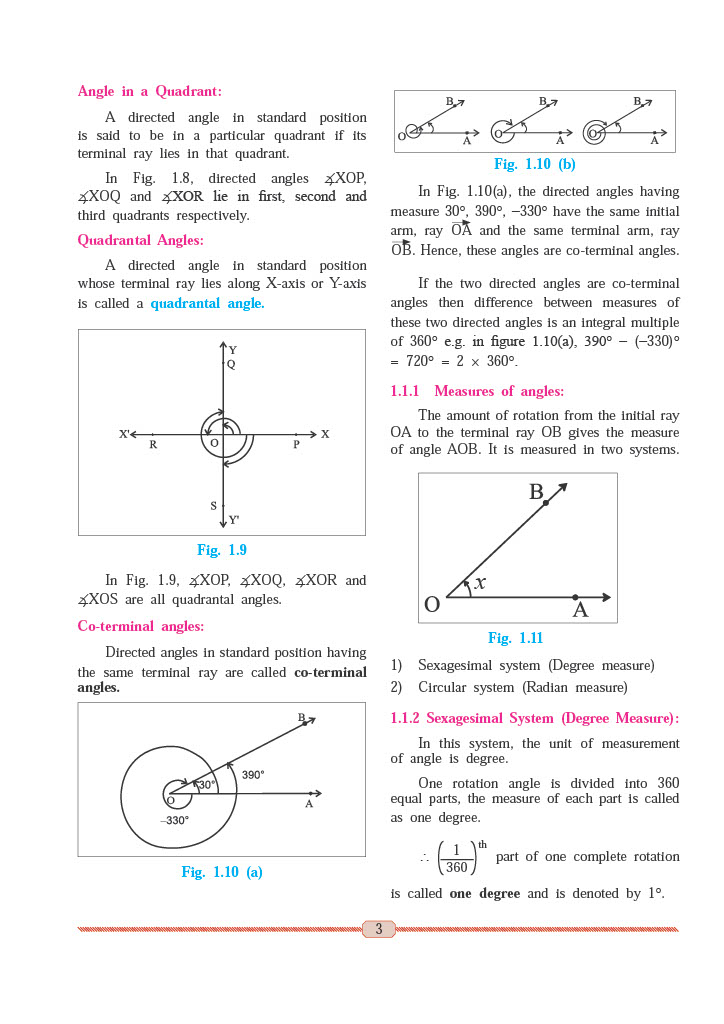 Angle in a Quadrant:
A directed angle in standard position
is said to be in a particular quadrant if its
terminal ray lies in that quadrant.
In Fig. 1.8, directed angles ∡XOP,
∡XOQ and ∡XOR lie in first, second and
third quadrants respectively.
Quadrantal Angles:
A directed angle in standard position
whose terminal ray lies along X-axis or Y-axis
is called a quadrantal angle.
Y
Q
X'
R
O
P
X
S
Y'
Fig. 1.9
In Fig. 1.9, ∡XOP, ∡XOQ, ∡XOR and
∡XOS are all quadrantal angles.
Co-terminal angles:
Directed angles in standard position having
the same terminal ray are called co-terminal
angles.
B
390°
30°
O
A
–330°
Fig. 1.10 (a)
B B B
O O O
A A A
Fig. 1.10 (b)
In Fig. 1.10(a), the directed angles having
measure 30°, 390°, –330° have the same initial
arm, ray OA and the same terminal arm, ray
OB. Hence, these angles are co-terminal angles.
If the two directed angles are co-terminal
angles then difference between measures of
these two directed angles is an integral multiple
of 360° e.g. in figure 1.10(a), 390° – (–330)°
= 720° = 2 × 360°.
1.1.1 Measures of angles:
The amount of rotation from the initial ray
OA to the terminal ray OB gives the measure
of angle AOB. It is measured in two systems.
B
x
O
A
Fig. 1.11
1) Sexagesimal system (Degree measure)
2) Circular system (Radian measure)
1.1.2 Sexagesimal System (Degree Measure):
In this system, the unit of measurement
of angle is degree.
One rotation angle is divided into 360
equal parts, the measure of each part is called
as one degree.
∴ (1/360)th part of one complete rotation
is called one degree and is denoted by 1°.
3